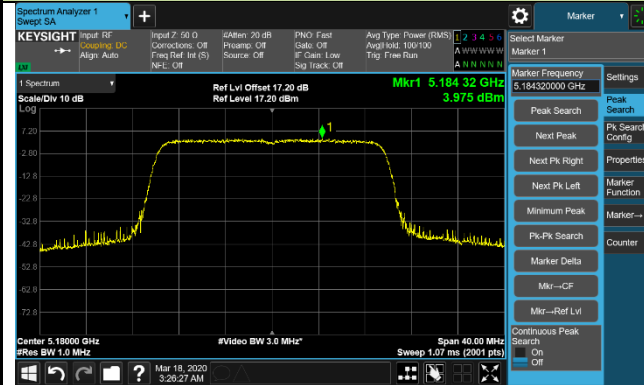 Spectrum Analyzer 1
Swept SA
Marker
KEYSIGHT
Input: RF
Coupling: DC
Align: Auto
Input Z: 50 Ω
Corrections: Off
Freq Ref: Int (S)
NFE: Off
#Atten: 20 dB
Preamp: Off
Source: Off
PNO: Fast
Gate: Off
IF Gain: Low
Sig Track: Off
Avg Type: Power (RMS)
Avg|Hold: 100/100
Trig: Free Run
1 2 3 4 5 6
A W W W W W
A N N N N N
LXI
Select Marker
Marker 1
1 Spectrum
Scale/Div 10 dB
Log
Ref Lvl Offset 17.20 dB
Ref Level 17.20 dBm
Mkr1 5.184 32 GHz
3.975 dBm
7.20
-2.80
-12.8
-22.8
-32.8
-42.8
-52.8
-62.8
-72.8
1
Center 5.18000 GHz
#Res BW 1.0 MHz
#Video BW 3.0 MHz*
Span 40.00 MHz
Sweep 1.07 ms (2001 pts)
Marker Frequency
5.184320000 GHz
Peak Search
Next Peak
Next Pk Right
Next Pk Left
Minimum Peak
Pk-Pk Search
Marker Delta
Mkr→CF
Mkr→Ref Lvl
Continuous Peak
Search
On
Off
Settings
Peak
Search
Pk Search
Config
Properties
Marker
Function
Marker→
Counter
?
Mar 18, 2020
3:26:27 AM